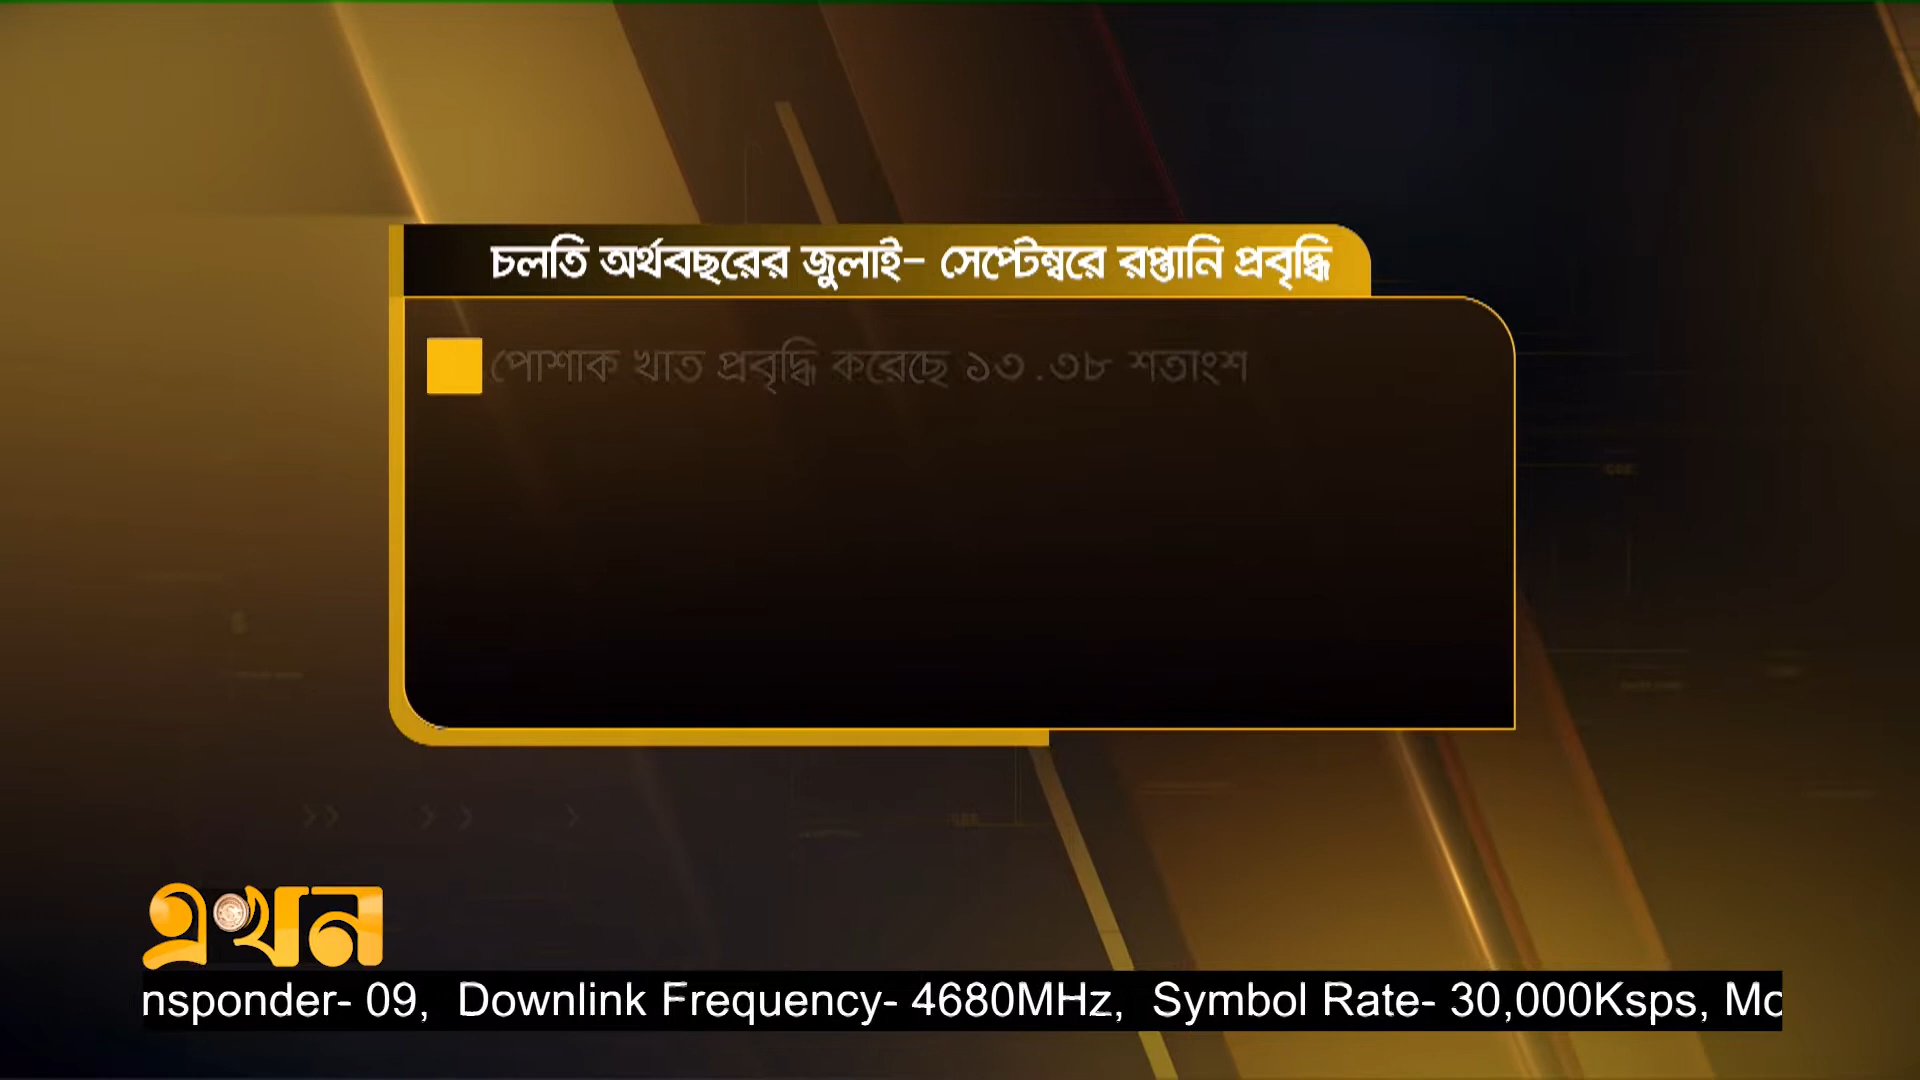 চলতি অর্থবছরের জুলাই- সেপ্টেম্বরে রপ্তানি প্রবৃদ্ধি
পোশাক খাত প্রবৃদ্ধি করেছে ১৩.৩৮ শতাংশ
এখন
nsponder- 09, Downlink Frequency- 4680MHz, Symbol Rate- 30,000Ksps, Mo